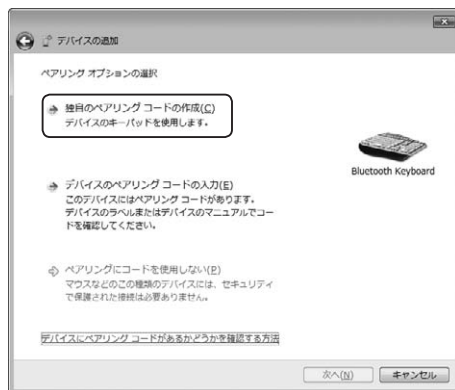 デバイスの追加
ペアリング オプションの選択
独自のペアリング コードの作成(C)
デバイスのキーパッドを使用します。
Bluetooth Keyboard
デバイスのペアリング コードの入力(E)
このデバイスにはペアリング コードがあります。
デバイスのラベルまたはデバイスのマニュアルでコー
ドを確認してください。
ペアリングにコードを使用しない(P)
マウスなどのこの種類のデバイスには、セキュリティ
で保護された接続は必要ありません。
デバイスにペアリング コードがあるかどうかを確認する方法
次へ(N)
キャンセル